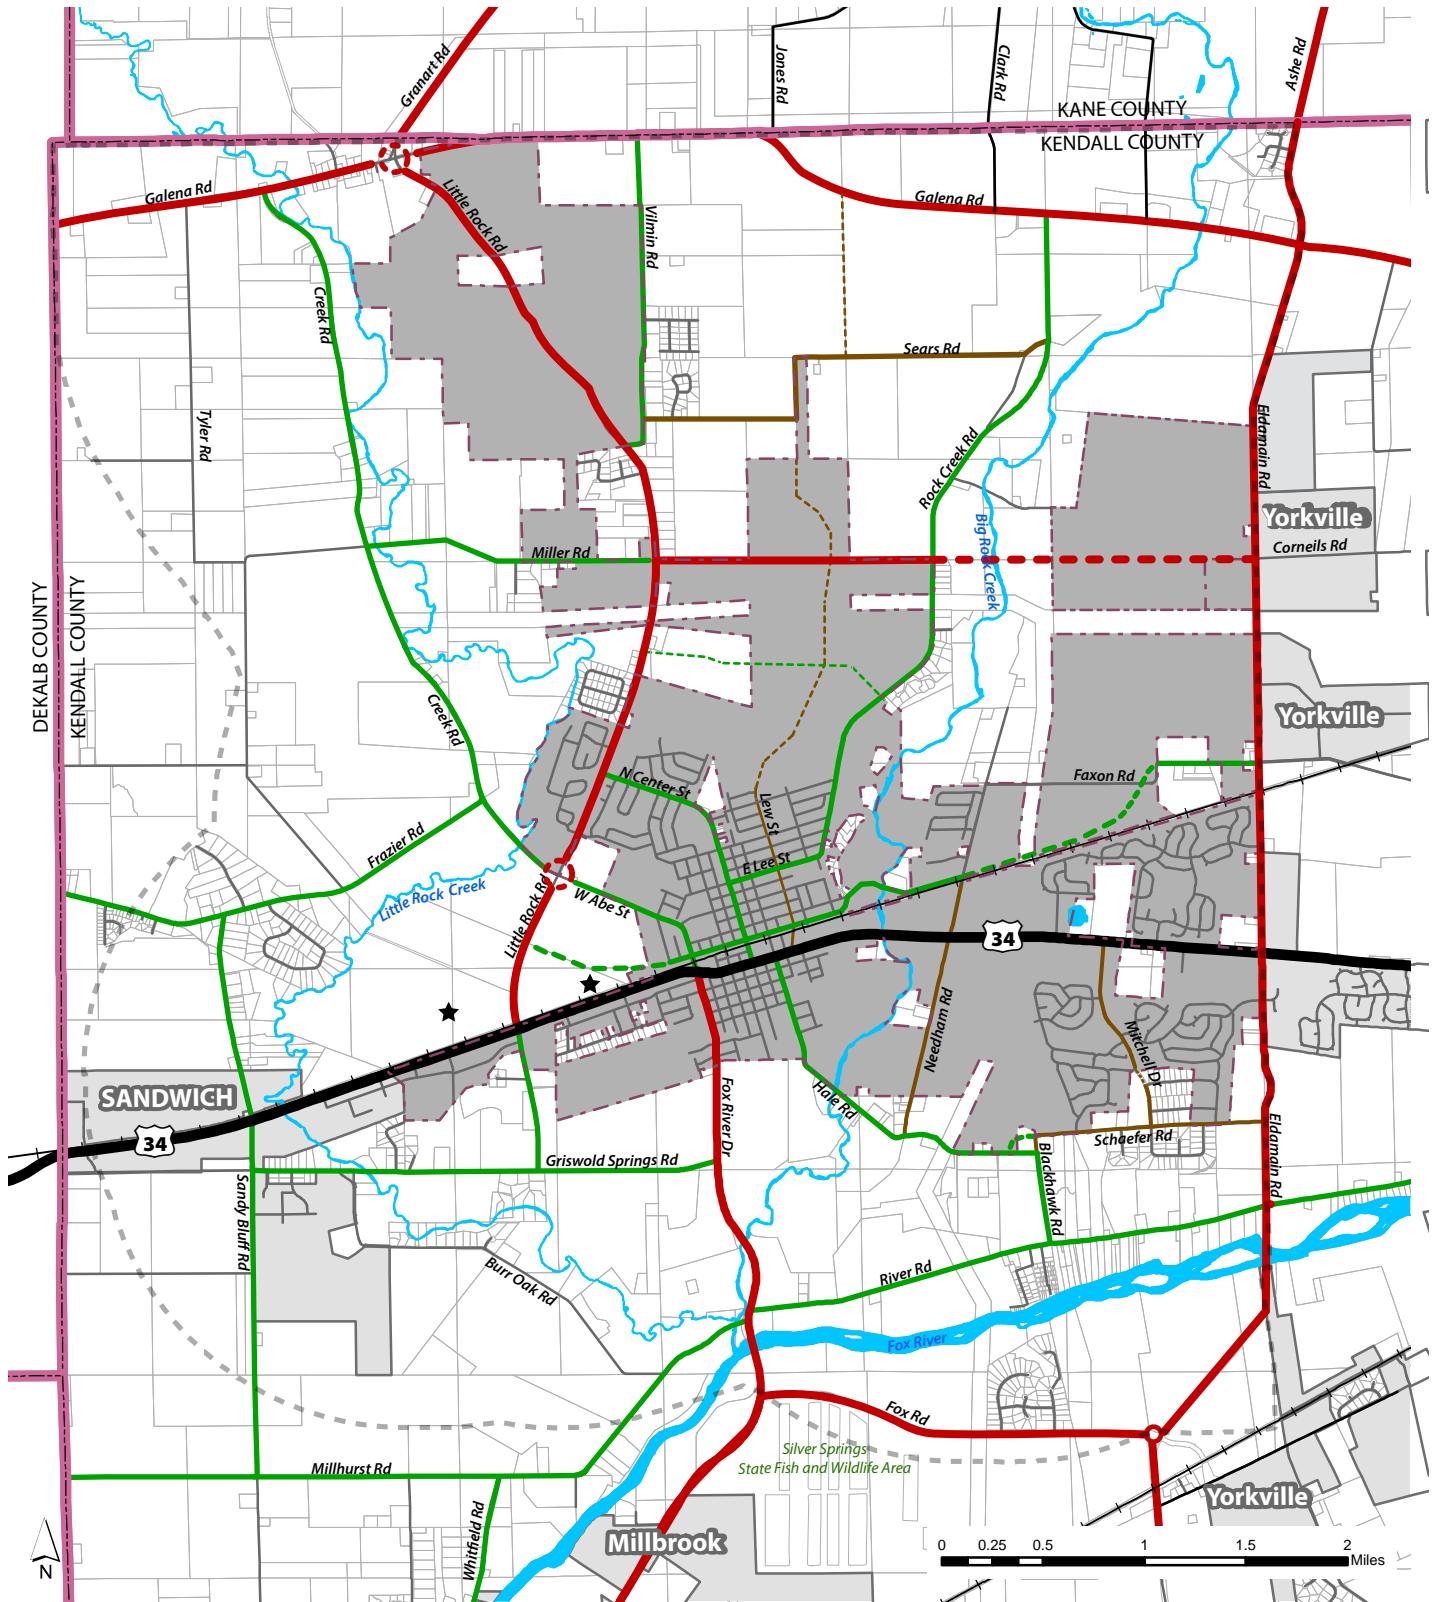 Granart Rd
Jones Rd
Clark Rd
Ashe Rd
KANE COUNTY
KENDALL COUNTY
Galena Rd
Little Rock Rd
Vilmin Rd
Galena Rd
Creek Rd
Sears Rd
Tyler Rd
Eldamain Rd
Rock Creek Rd
Yorkville
Big Rock Creek
Miller Rd
Corneils Rd
DEKALB COUNTY
KENDALL COUNTY
Creek Rd
Yorkville
N Center St
Faxon Rd
Lew St
Frazier Rd
E Lee St
Little Rock Creek
Little Rock Rd
W Abe St
34
Needham Rd
Mitchell Dr
SANDWICH
34
Fox River Dr
Hale Rd
Schaefer Rd
Eldamain Rd
Griswold Springs Rd
Blackhawk Rd
Sandy Bluff Rd
Burr Oak Rd
River Rd
Fox River
Fox Rd
Silver Springs
State Fish and Wildlife Area
Millhurst Rd
Whitfield Rd
Yorkville
Millbrook
N
0 0.25 0.5 1 1.5 2
Miles